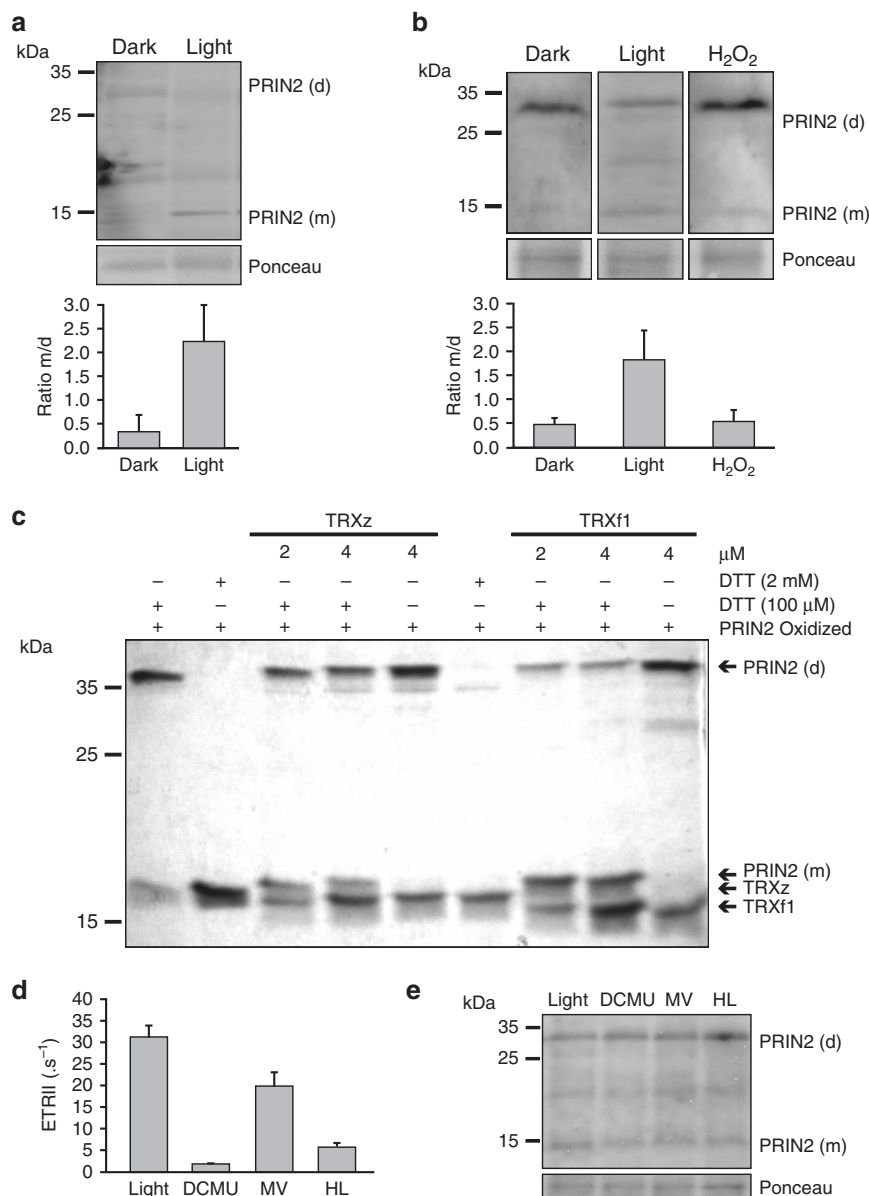 a
kDa
Dark Light
35
25
15
PRIN2 (d)
PRIN2 (m)
Ponceau
Ratio m/d
3.0
2.5
2.0
1.5
1.0
0.5
0.0
Dark Light
b
kDa
Dark Light H₂O₂
35
25
15
PRIN2 (d)
PRIN2 (m)
Ponceau
Ratio m/d
3.0
2.5
2.0
1.5
1.0
0.5
0.0
Dark Light H₂O₂
c
TRXz TRXf1
2 4 4 2 4 4 μM
– + – – – + – – – DTT (2 mM)
+ – + + – – + + – DTT (100 μM)
+ + + + + + + + + PRIN2 Oxidized
kDa
35
25
15
PRIN2 (d)
PRIN2 (m)
TRXz
TRXf1
d
ETRII (.s⁻¹)
40
35
30
25
20
15
10
5
0
Light DCMU MV HL
e
kDa
Light DCMU MV HL
35
25
15
PRIN2 (d)
PRIN2 (m)
Ponceau